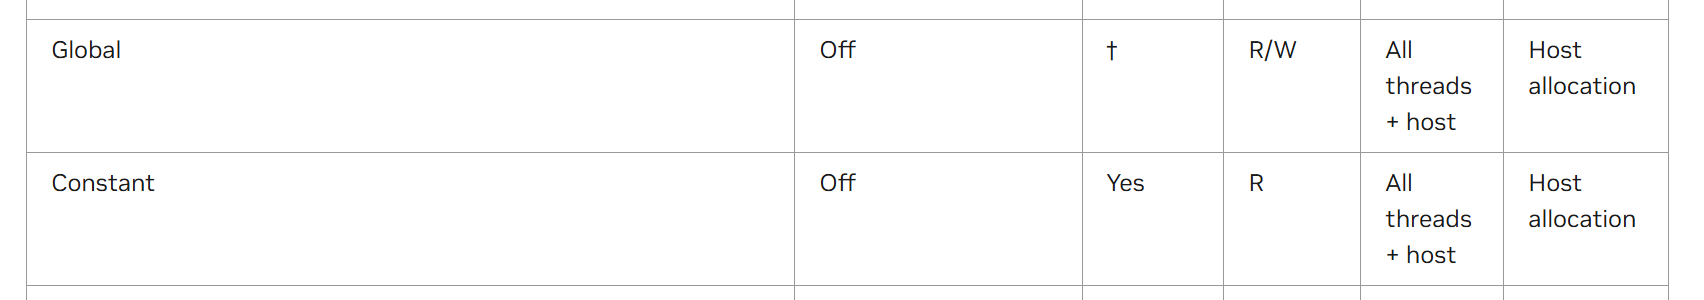 Global Off † R/W All Host
threads allocation
+ host
Constant Off Yes R All Host
threads allocation
+ host